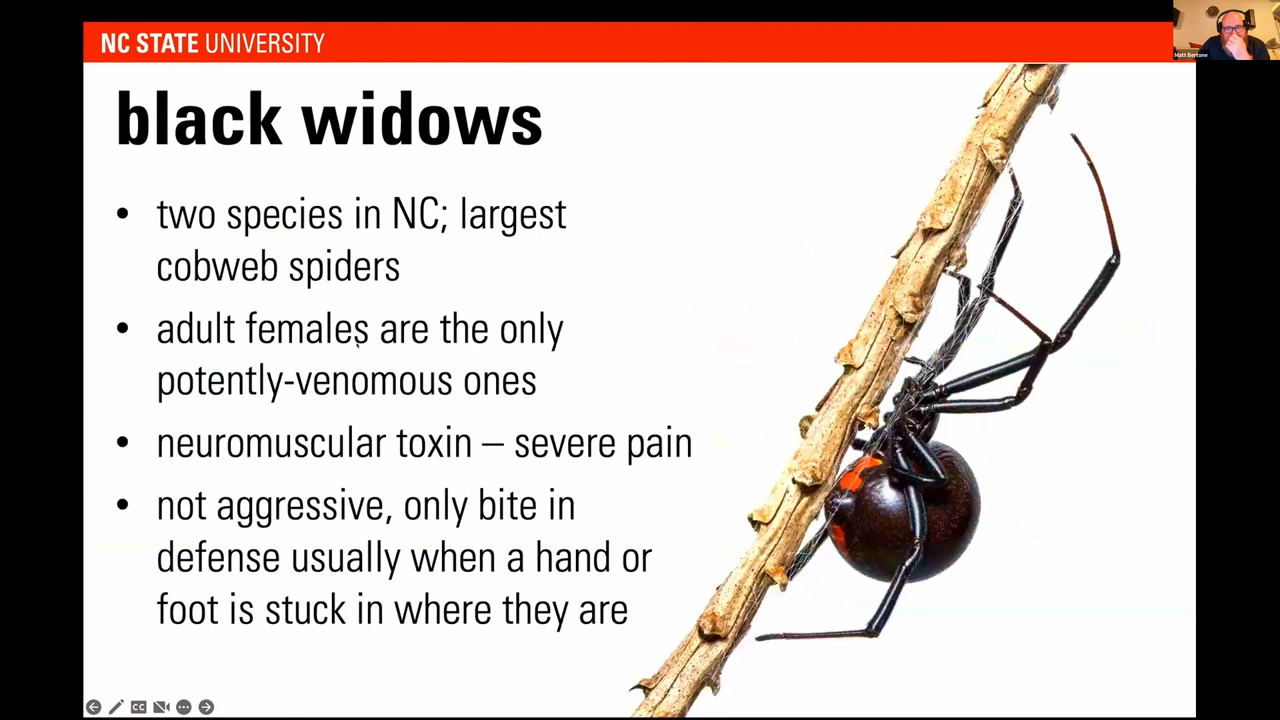 NC STATE UNIVERSITY
Matt Bertone
black widows
• two species in NC; largest
cobweb spiders
• adult females are the only
potently-venomous ones
• neuromuscular toxin – severe pain
• not aggressive, only bite in
defense usually when a hand or
foot is stuck in where they are
CC